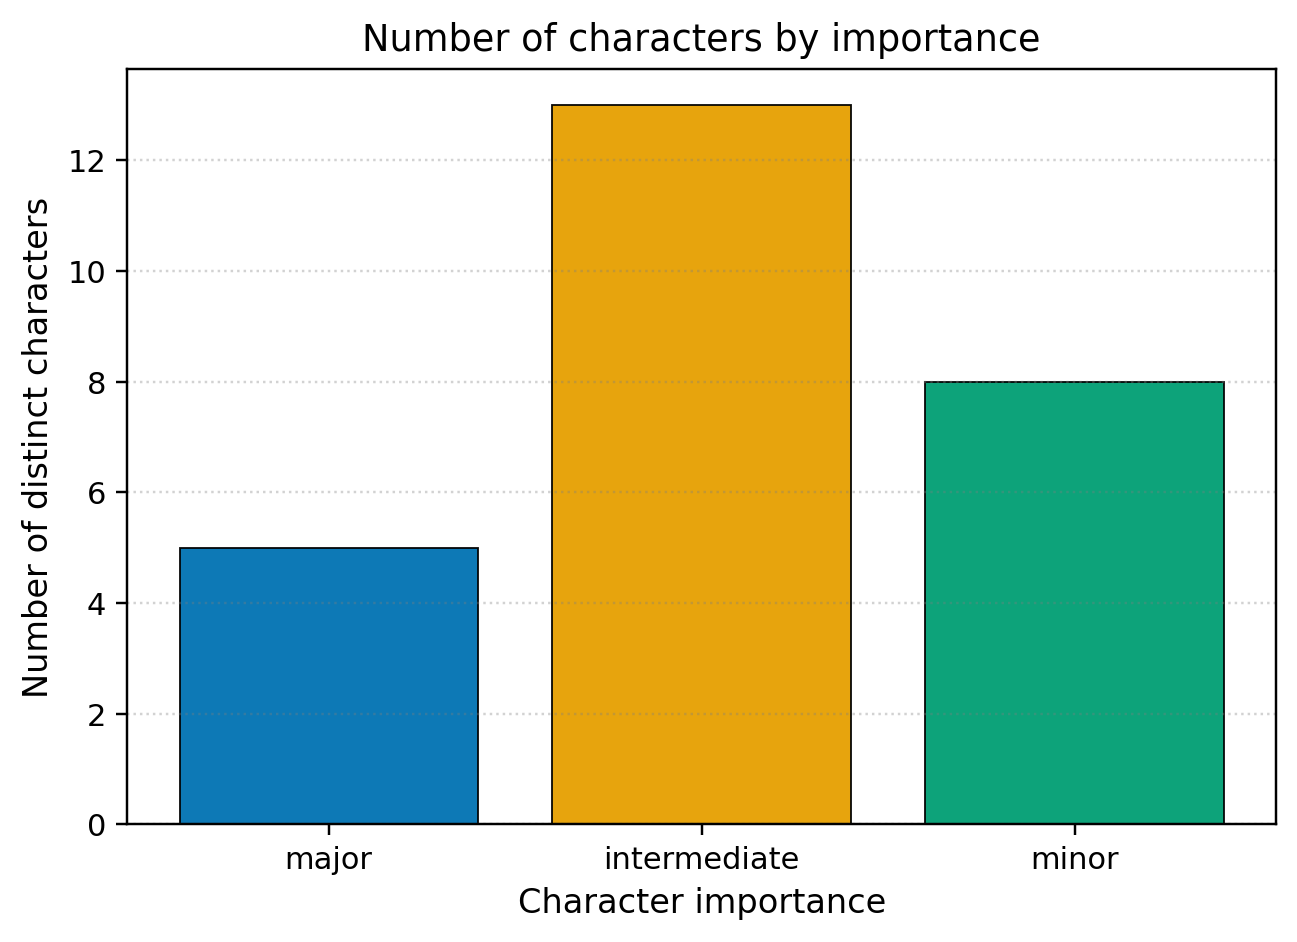 Number of characters by importance
Number of distinct characters
12
10
8
6
4
2
0
major
intermediate
minor
Character importance